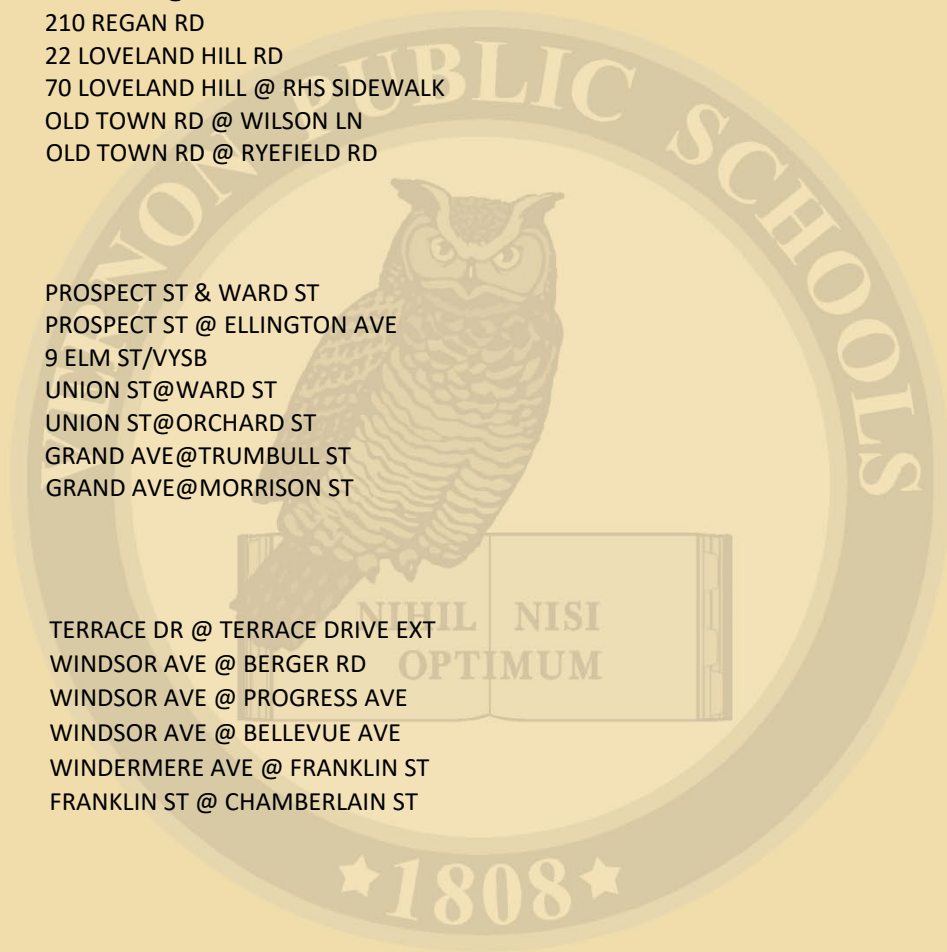 210 REGAN RD
22 LOVELAND HILL RD
70 LOVELAND HILL @ RHS SIDEWALK
OLD TOWN RD @ WILSON LN
OLD TOWN RD @ RYEFIELD RD
PROSPECT ST & WARD ST
PROSPECT ST @ ELLINGTON AVE
9 ELM ST/VYSB
UNION ST@WARD ST
UNION ST@ORCHARD ST
GRAND AVE@TRUMBULL ST
GRAND AVE@MORRISON ST
TERRACE DR @ TERRACE DRIVE EXT
WINDSOR AVE @ BERGER RD
WINDSOR AVE @ PROGRESS AVE
WINDSOR AVE @ BELLEVUE AVE
WINDERMERE AVE @ FRANKLIN ST
FRANKLIN ST @ CHAMBERLAIN ST
VERNON PUBLIC SCHOOLS
NIHIL NISI
OPTIMUM
1808